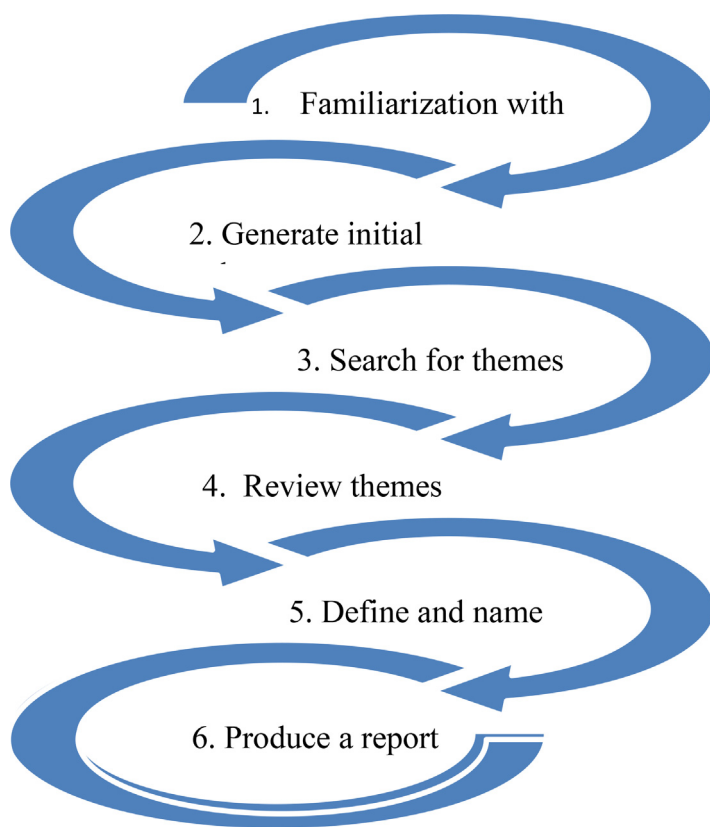 1. Familiarization with
2. Generate initial
3. Search for themes
4. Review themes
5. Define and name
6. Produce a report